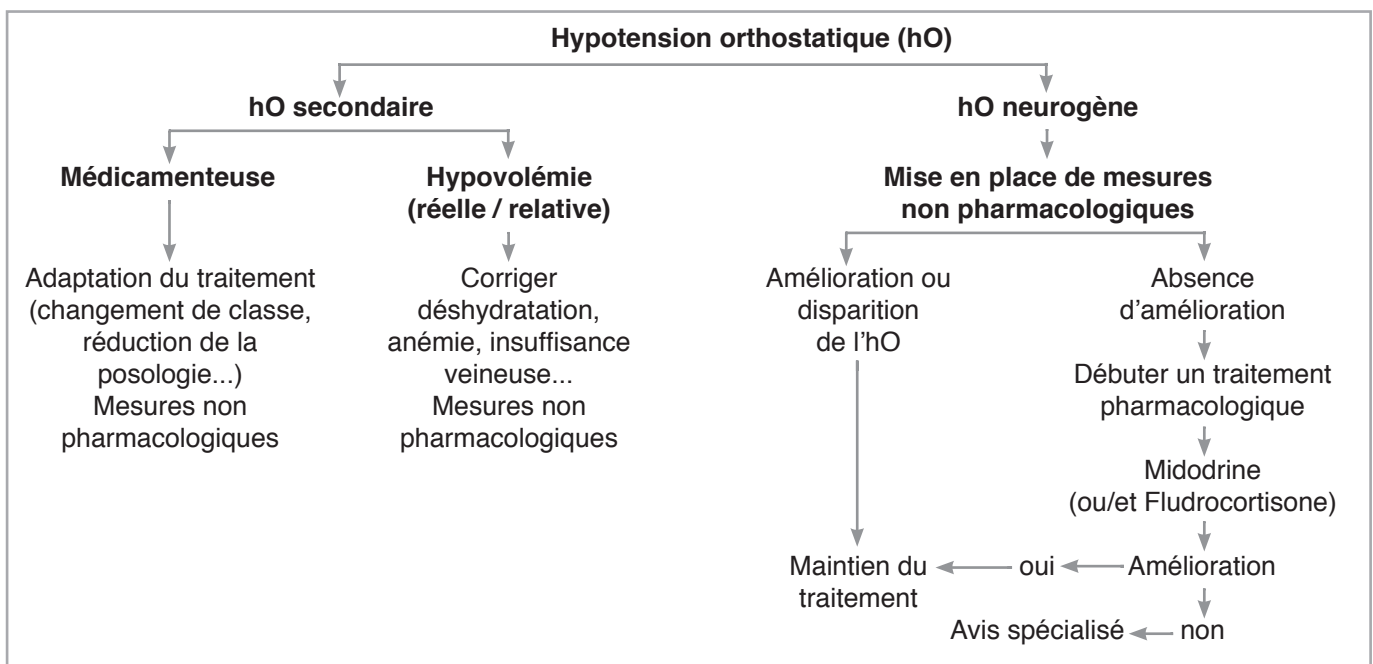 Hypotension orthostatique (hO)
hO secondaire
hO neurogène
Médicamenteuse
Hypovolémie
(réelle / relative)
Mise en place de mesures
non pharmacologiques
Adaptation du traitement
(changement de classe,
réduction de la
posologie...)
Mesures non
pharmacologiques
Corriger
déshydratation,
anémie, insuffisance
veineuse...
Mesures non
pharmacologiques
Amélioration ou
disparition
de l’hO
Absence
d’amélioration
Débuter un traitement
pharmacologique
Midodrine
(ou/et Fludrocortisone)
Maintien du
traitement
oui
Amélioration
Avis spécialisé
non